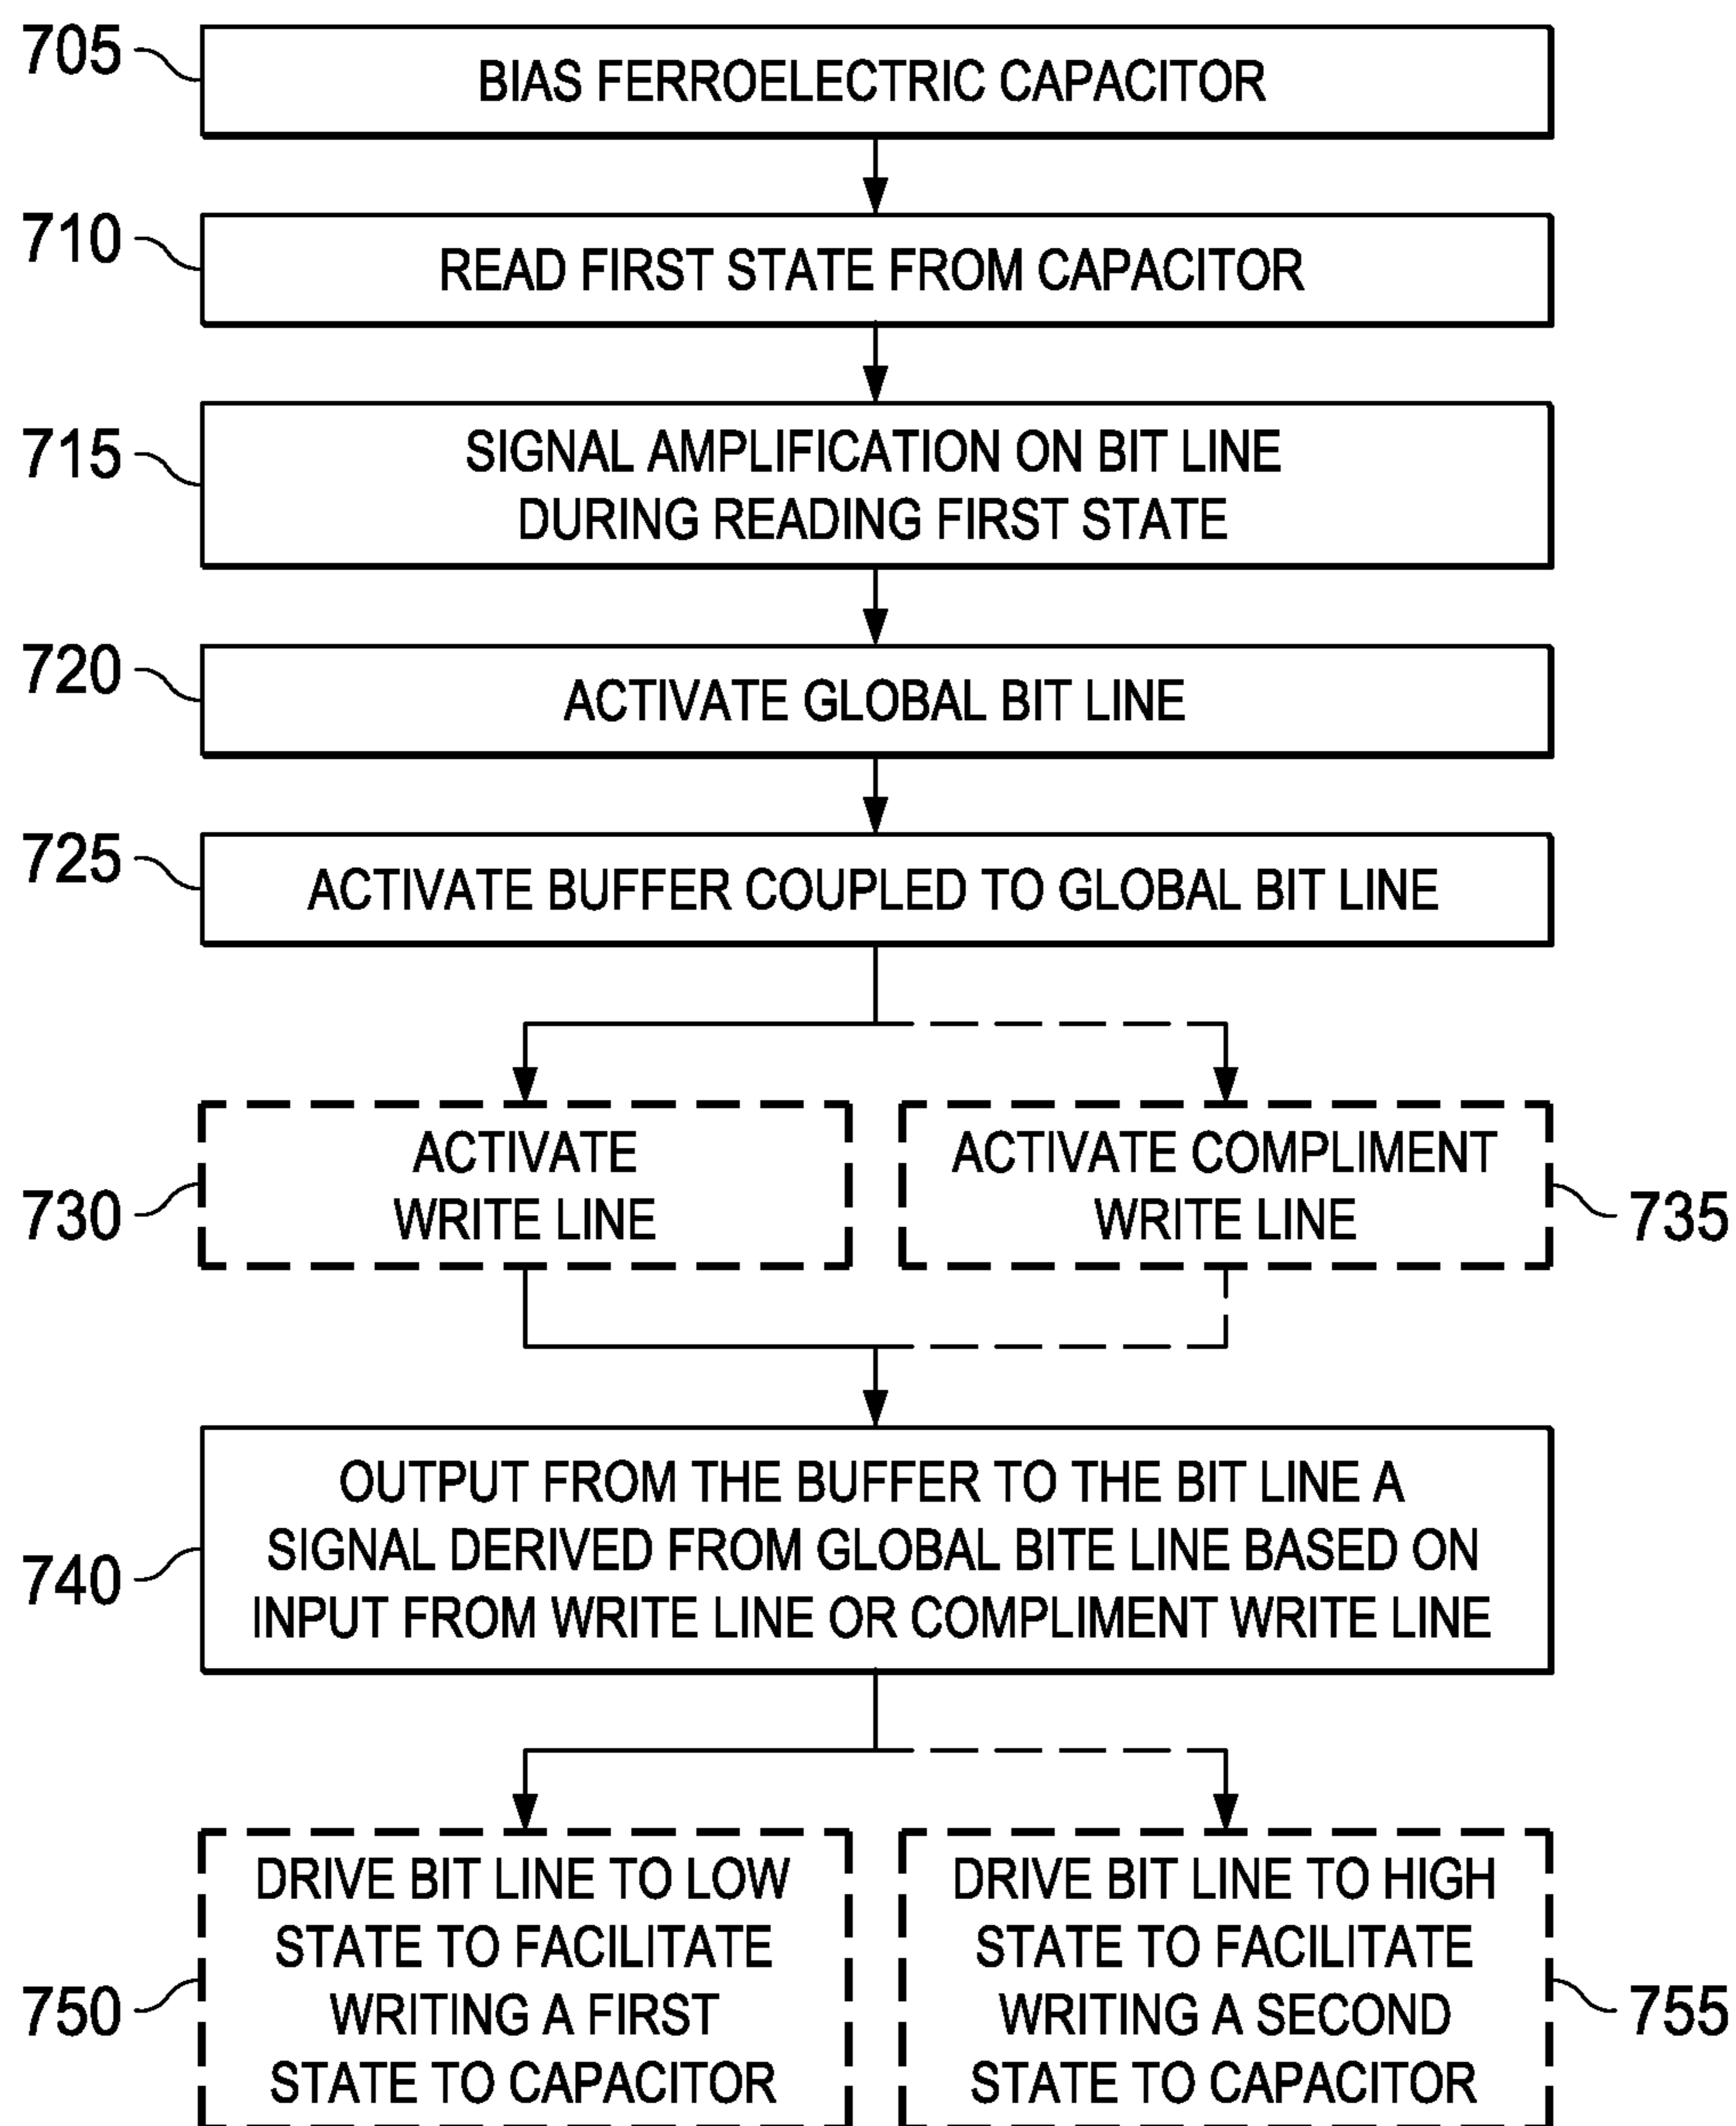 705
BIAS FERROELECTRIC CAPACITOR
710
READ FIRST STATE FROM CAPACITOR
715
SIGNAL AMPLIFICATION ON BIT LINE
DURING READING FIRST STATE
720
ACTIVATE GLOBAL BIT LINE
725
ACTIVATE BUFFER COUPLED TO GLOBAL BIT LINE
730
ACTIVATE
WRITE LINE
ACTIVATE COMPLIMENT
WRITE LINE
735
740
OUTPUT FROM THE BUFFER TO THE BIT LINE A
SIGNAL DERIVED FROM GLOBAL BITE LINE BASED ON
INPUT FROM WRITE LINE OR COMPLIMENT WRITE LINE
750
DRIVE BIT LINE TO LOW
STATE TO FACILITATE
WRITING A FIRST
STATE TO CAPACITOR
DRIVE BIT LINE TO HIGH
STATE TO FACILITATE
WRITING A SECOND
STATE TO CAPACITOR
755